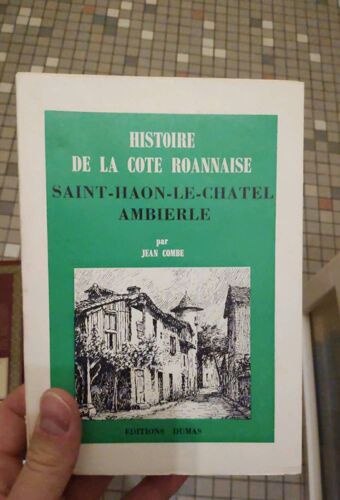 HISTOIRE
DE LA COTE ROANNAISE
SAINT-HAON-LE-CHATEL
AMBIERLE
par
JEAN COMBE
EDITIONS DUMAS